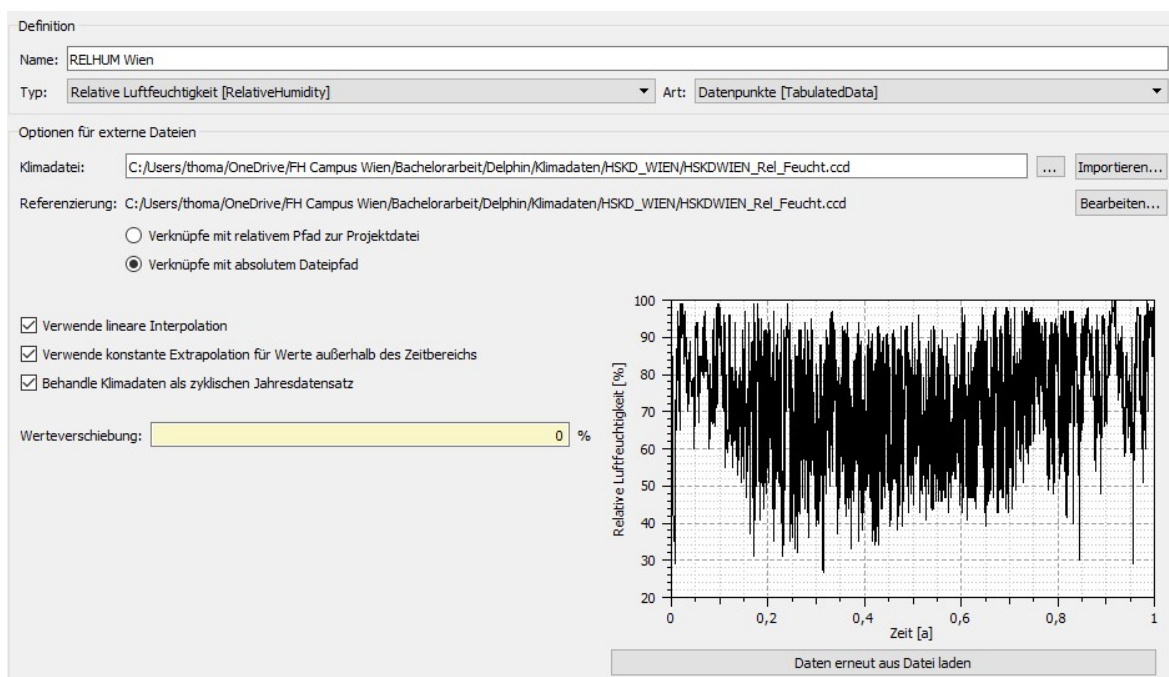 Definition
Name: RELHUM Wien
Typ: Relative Luftfeuchtigkeit [RelativeHumidity] Art: Datenpunkte [TabulatedData]
Optionen für externe Dateien
Klimadatei: C:/Users/thoma/OneDrive/FH Campus Wien/Bachelorarbeit/Delphin/Klimadaten/HSKD_WIEN/HSKDWIEN_Rel_Feucht.ccd ... Importieren...
Referenzierung: C:/Users/thoma/OneDrive/FH Campus Wien/Bachelorarbeit/Delphin/Klimadaten/HSKD_WIEN/HSKDWIEN_Rel_Feucht.ccd Bearbeiten...
Verknüpfe mit relativem Pfad zur Projektdatei
Verknüpfe mit absolutem Dateipfad
Verwende lineare Interpolation
Verwende konstante Extrapolation für Werte außerhalb des Zeitbereichs
Behandle Klimadaten als zyklischen Jahresdatensatz
Werteverschiebung: 0 %
Relative Luftfeuchtigkeit [%]
100
90
80
70
60
50
40
30
20
0 0,2 0,4 0,6 0,8 1
Zeit [a]
Daten erneut aus Datei laden